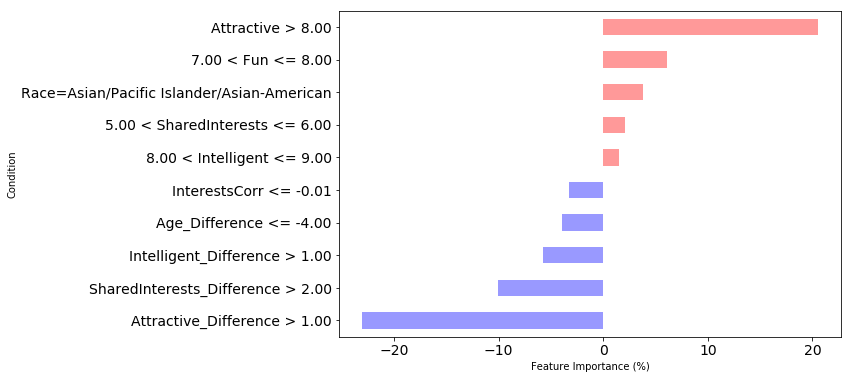 Attractive > 8.00
7.00 < Fun <= 8.00
Race=Asian/Pacific Islander/Asian-American
5.00 < SharedInterests <= 6.00
8.00 < Intelligent <= 9.00
InterestsCorr <= -0.01
Age_Difference <= -4.00
Intelligent_Difference > 1.00
SharedInterests_Difference > 2.00
Attractive_Difference > 1.00
Condition
−20 −10 0 10 20
Feature Importance (%)